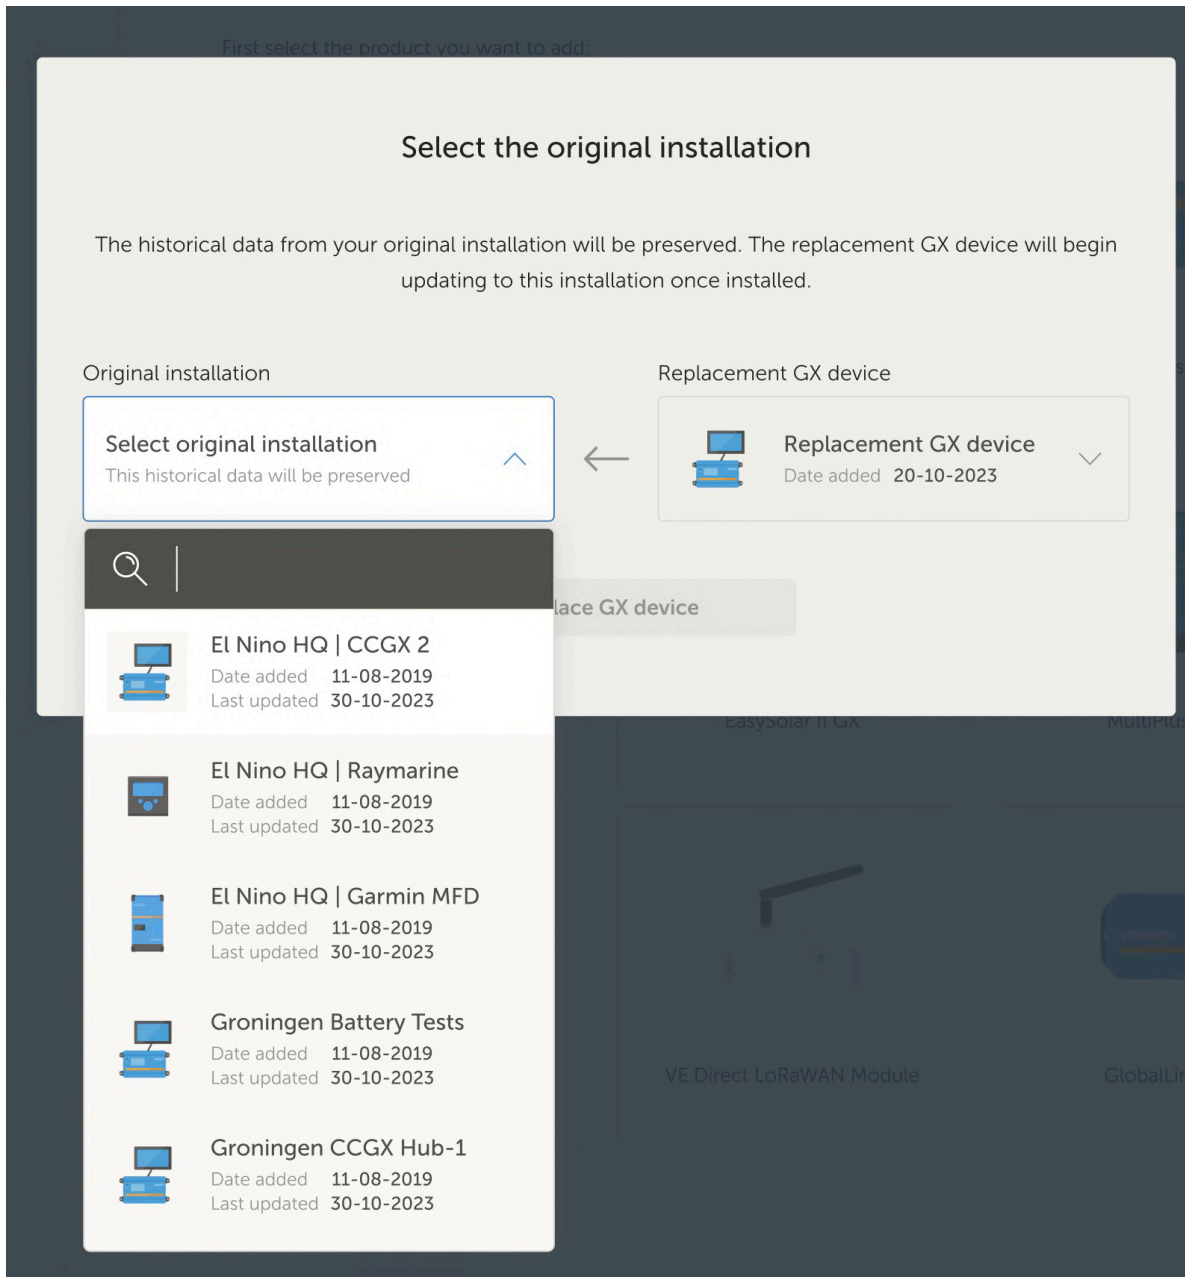 First select the product you want to add:
Select the original installation
The historical data from your original installation will be preserved. The replacement GX device will begin
updating to this installation once installed.
Original installation
Replacement GX device
Select original installation
This historical data will be preserved
Replacement GX device
Date added 20-10-2023
GX device
El Nino HQ | CCGX 2
Date added 11-08-2019
Last updated 30-10-2023
El Nino HQ | Raymarine
Date added 11-08-2019
Last updated 30-10-2023
El Nino HQ | Garmin MFD
Date added 11-08-2019
Last updated 30-10-2023
Groningen Battery Tests
Date added 11-08-2019
Last updated 30-10-2023
Groningen CCGX Hub-1
Date added 11-08-2019
Last updated 30-10-2023
EasySolar II GX
VE.Direct LoRaWAN Module